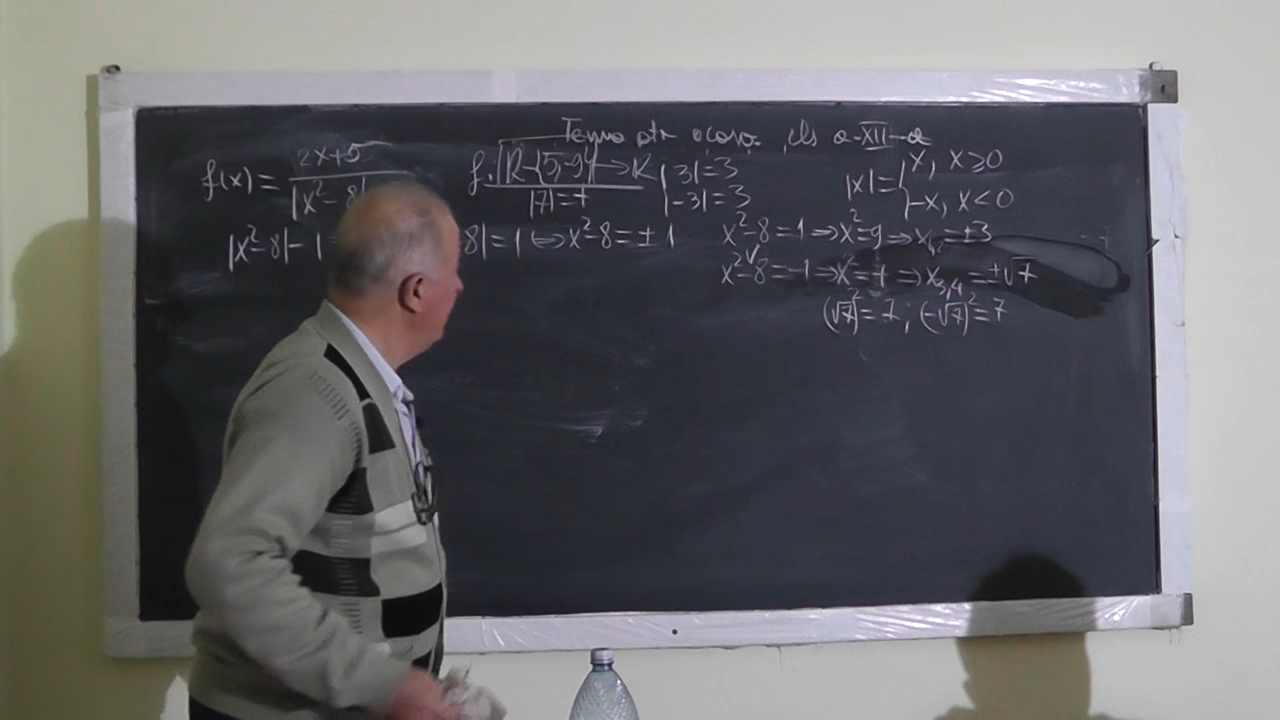 Tema ptr acasa cls a-XII-a
f(x) = 2x+5 / |x²-8|
f: R-{5,-9} → R |3|=3
|7|=7 |-3|=3
|x|= { x, x≥0
-x, x<0
|x²-8|-1 8|=1 ⇔ x²-8=±1 x²-8=1 ⇒ x²=9 ⇒ x₁,₂=±3
x²-8=-1 ⇒ x²=7 ⇒ x₃,₄=±√7
(√7)²=7; (-√7)²=7